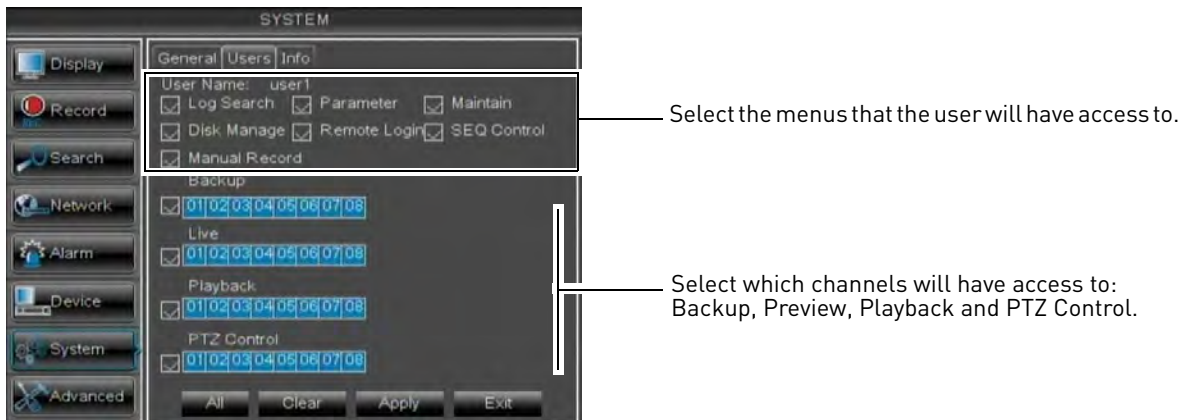 SYSTEM
Display
Record
REC
Search
Network
Alarm
Device
System
Advanced
General Users Info
User Name: user1
Log Search Parameter Maintain
Disk Manage Remote Login SEQ Control
Manual Record
Backup
01 02 03 04 05 06 07 08
Live
01 02 03 04 05 06 07 08
Playback
01 02 03 04 05 06 07 08
PTZ Control
01 02 03 04 05 06 07 08
All Clear Apply Exit
Select the menus that the user will have access to.
Select which channels will have access to:
Backup, Preview, Playback and PTZ Control.